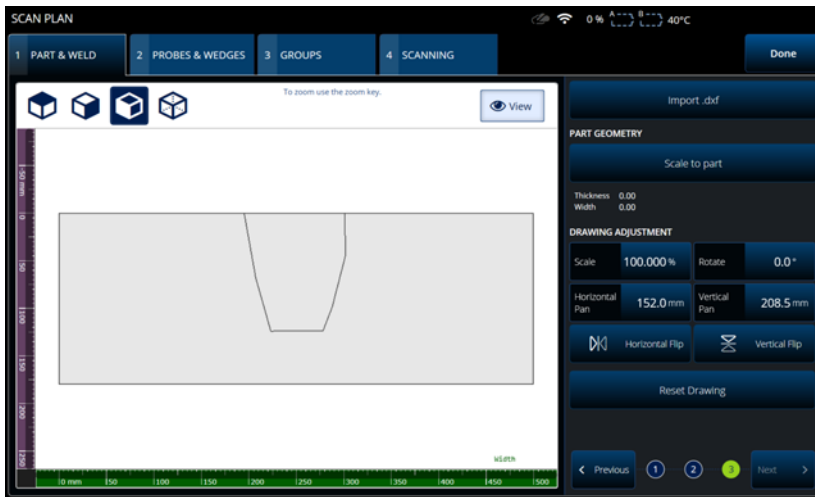 SCAN PLAN
0 % A B 40°C
1 PART & WELD
2 PROBES & WEDGES
3 GROUPS
4 SCANNING
Done
To zoom use the zoom key.
View
Import .dxf
PART GEOMETRY
Scale to part
Thickness 0.00
Width 0.00
DRAWING ADJUSTMENT
Scale 100.000 %
Rotate 0.0 °
Horizontal Pan 152.0 mm
Vertical Pan 208.5 mm
Horizontal Flip
Vertical Flip
Reset Drawing
Previous 1 2 3 Next
-50 mm
0
50
100
150
200
250
Width
0 mm 50 100 150 200 250 300 350 400 450 500